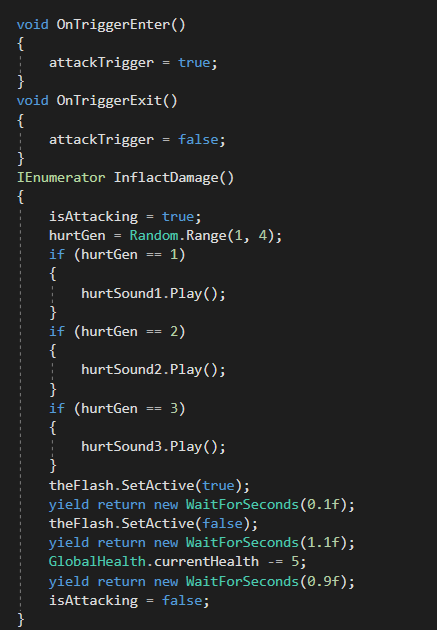 void OnTriggerEnter()
{
    attackTrigger = true;
}
void OnTriggerExit()
{
    attackTrigger = false;
}
IEnumerator InflactDamage()
{
    isAttacking = true;
    hurtGen = Random.Range(1, 4);
    if (hurtGen == 1)
    {
        hurtSound1.Play();
    }
    if (hurtGen == 2)
    {
        hurtSound2.Play();
    }
    if (hurtGen == 3)
    {
        hurtSound3.Play();
    }
    theFlash.SetActive(true);
    yield return new WaitForSeconds(0.1f);
    theFlash.SetActive(false);
    yield return new WaitForSeconds(1.1f);
    GlobalHealth.currentHealth -= 5;
    yield return new WaitForSeconds(0.9f);
    isAttacking = false;
}